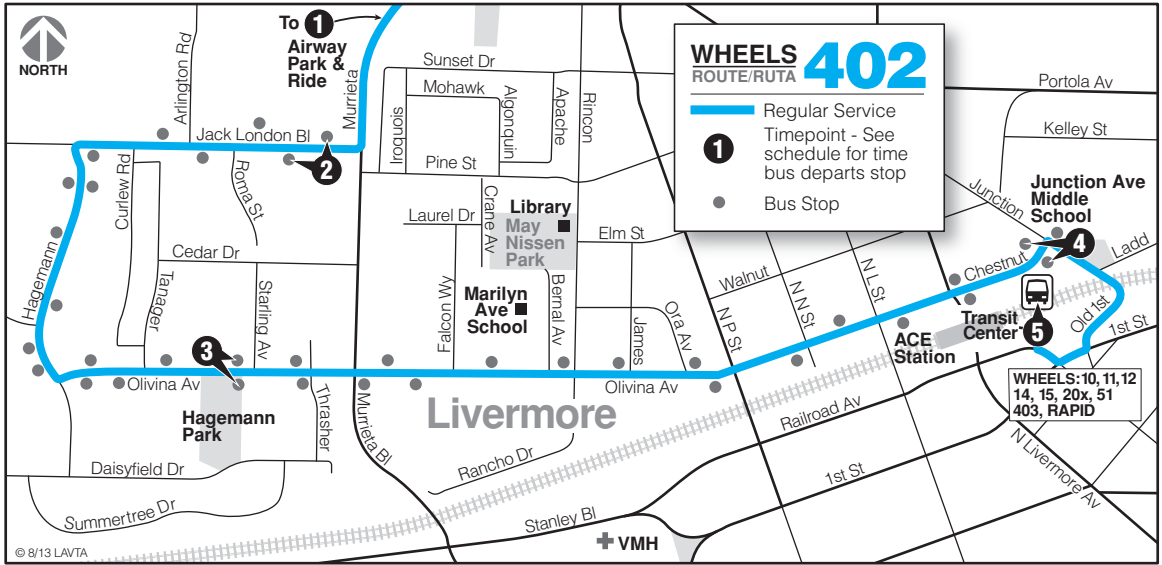 To 1
Airway
Park &
Ride
NORTH
Arlington Rd
Murrieta
Jack London Bl
2
Curlew Rd
Roma St
Hagemann
Cedar Dr
Tanager
Starling Av
3
Olivina Av
Hagemann
Park
Thrasher
Daisyfield Dr
Summertree Dr
© 8/13 LAVTA
Sunset Dr
Mohawk
Iroquois
Algonquin
Apache
Rincon
Pine St
Crane Av
Laurel Dr
Library
May
Nissen
Park
Elm St
Falcon Wy
Marilyn
Ave
School
Bernal Av
James
Ora Av
Olivina Av
Livermore
Murrieta Bl
Rancho Dr
Stanley Bl
VMH
WHEELS
ROUTE/RUTA
402
Regular Service
1
Timepoint - See
schedule for time
bus departs stop
Bus Stop
Portola Av
Kelley St
Junction Ave
Middle
School
Junction
4
Ladd
Chestnut
Walnut
N P St
N N St
N L St
ACE
Station
Transit
Center
5
Old 1st
1st St
WHEELS:10, 11, 12
14, 15, 20x, 51
403, RAPID
Railroad Av
1st St
N Livermore Av